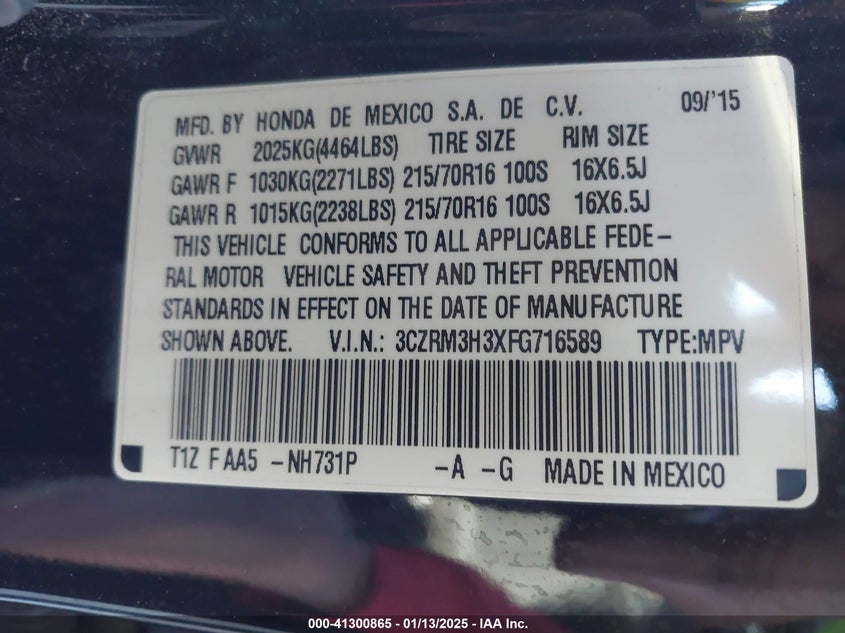 MFD. BY HONDA DE MEXICO S.A. DE C.V. 09/'15
GVWR 2025KG(4464LBS) TIRE SIZE RIM SIZE
GAWR F 1030KG(2271LBS) 215/70R16 100S 16X6.5J
GAWR R 1015KG(2238LBS) 215/70R16 100S 16X6.5J
THIS VEHICLE CONFORMS TO ALL APPLICABLE FEDE-
RAL MOTOR VEHICLE SAFETY AND THEFT PREVENTION
STANDARDS IN EFFECT ON THE DATE OF MANUFACTURE
SHOWN ABOVE. V.I.N.: 3CZRM3H3XFG716589 TYPE:MPV
T1Z F AA5 -NH731P -A -G MADE IN MEXICO
000-41300865 - 01/13/2025 - IAA Inc.